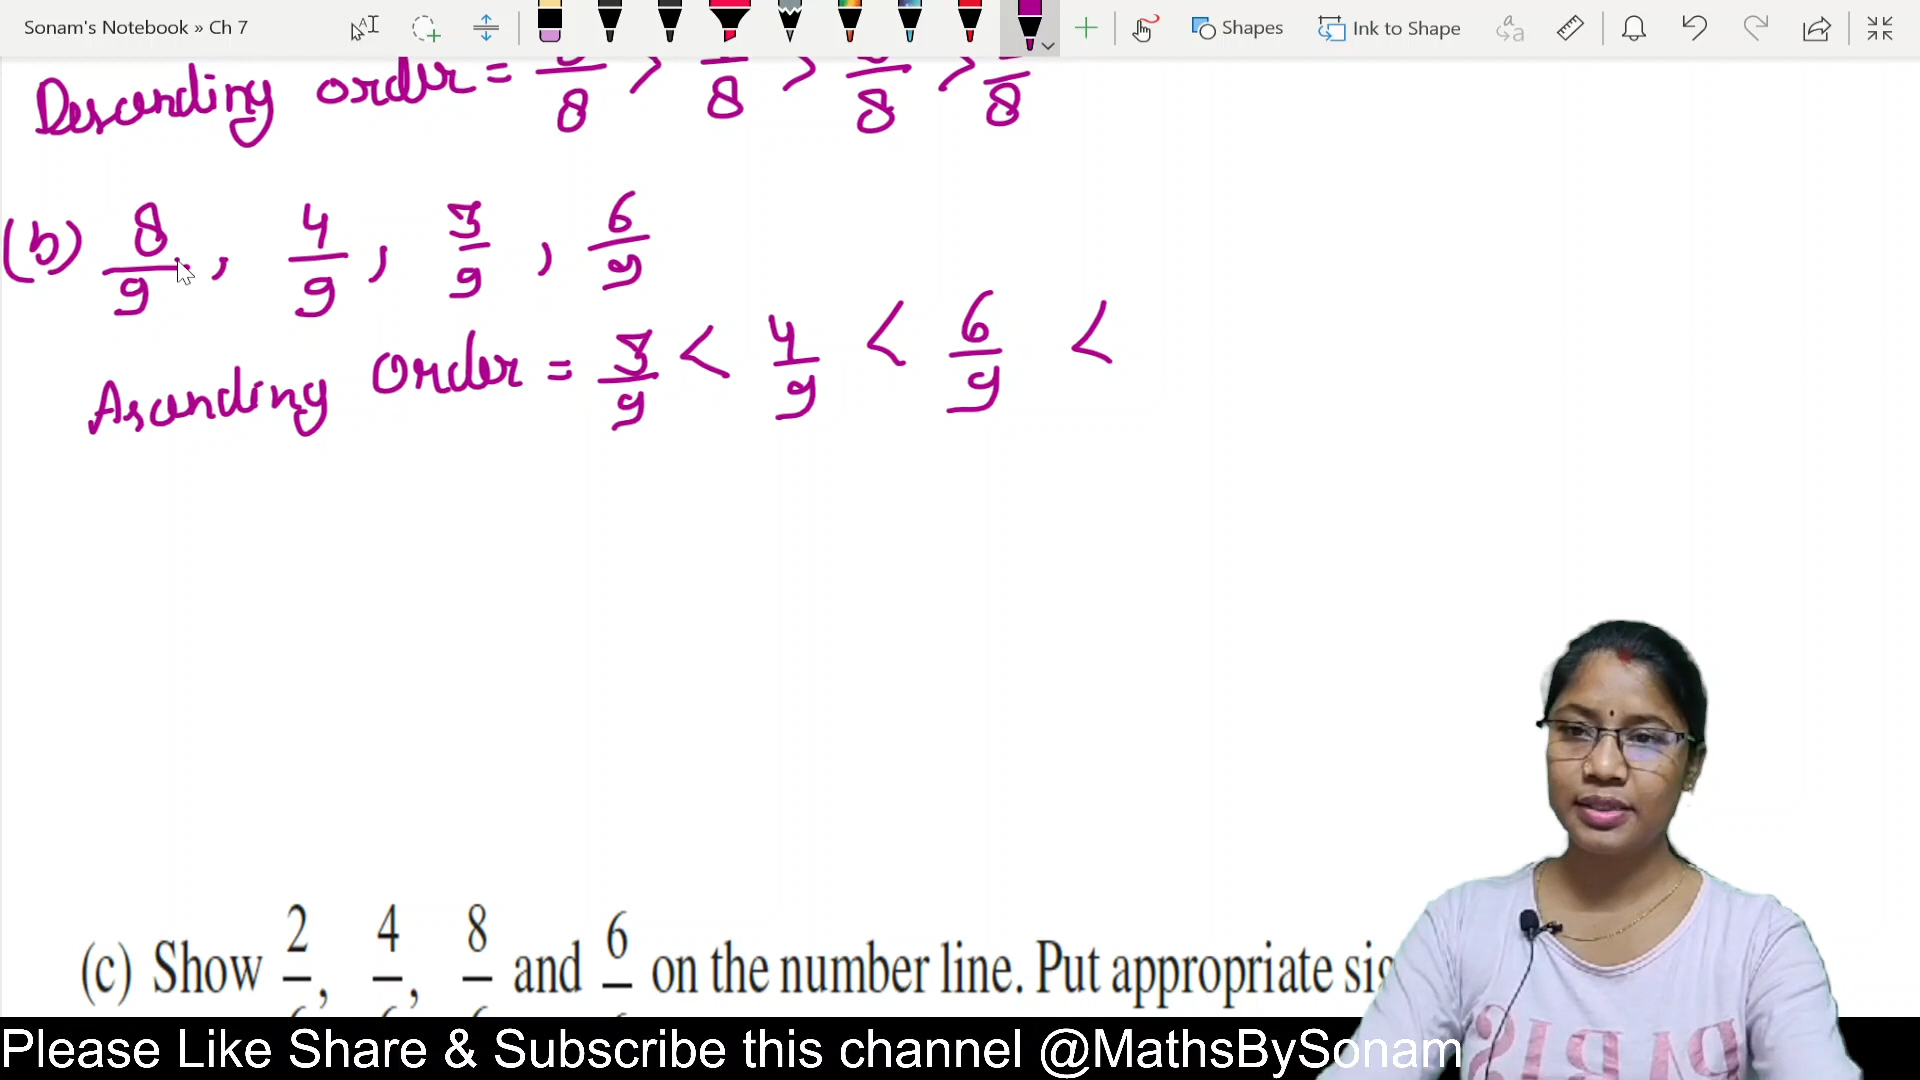 Sonam's Notebook » Ch 7
Shapes
Ink to Shape
Descending order = /8 > /8 > /8 > /8
(b) 8/9, 4/9, 3/9, 6/9
Ascending order = 3/9 < 4/9 < 6/9 <
(c) Show 2/, 4/, 8/ and 6/ on the number line. Put appropriate
Please Like Share & Subscribe this channel @MathsBySonam